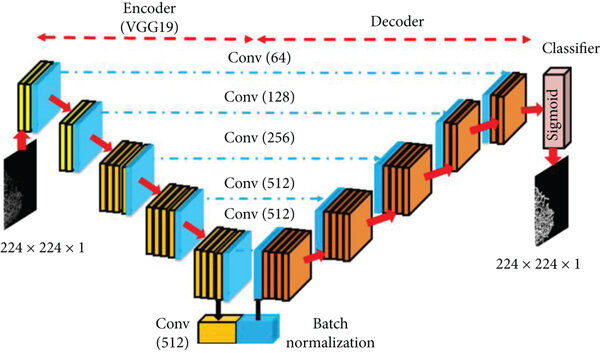 Encoder
(VGG19)
Decoder
Classifier
Conv (64)
Conv (128)
Conv (256)
Conv (512)
Conv (512)
Sigmoid
224 × 224 × 1
224 × 224 × 1
Conv
(512)
Batch
normalization